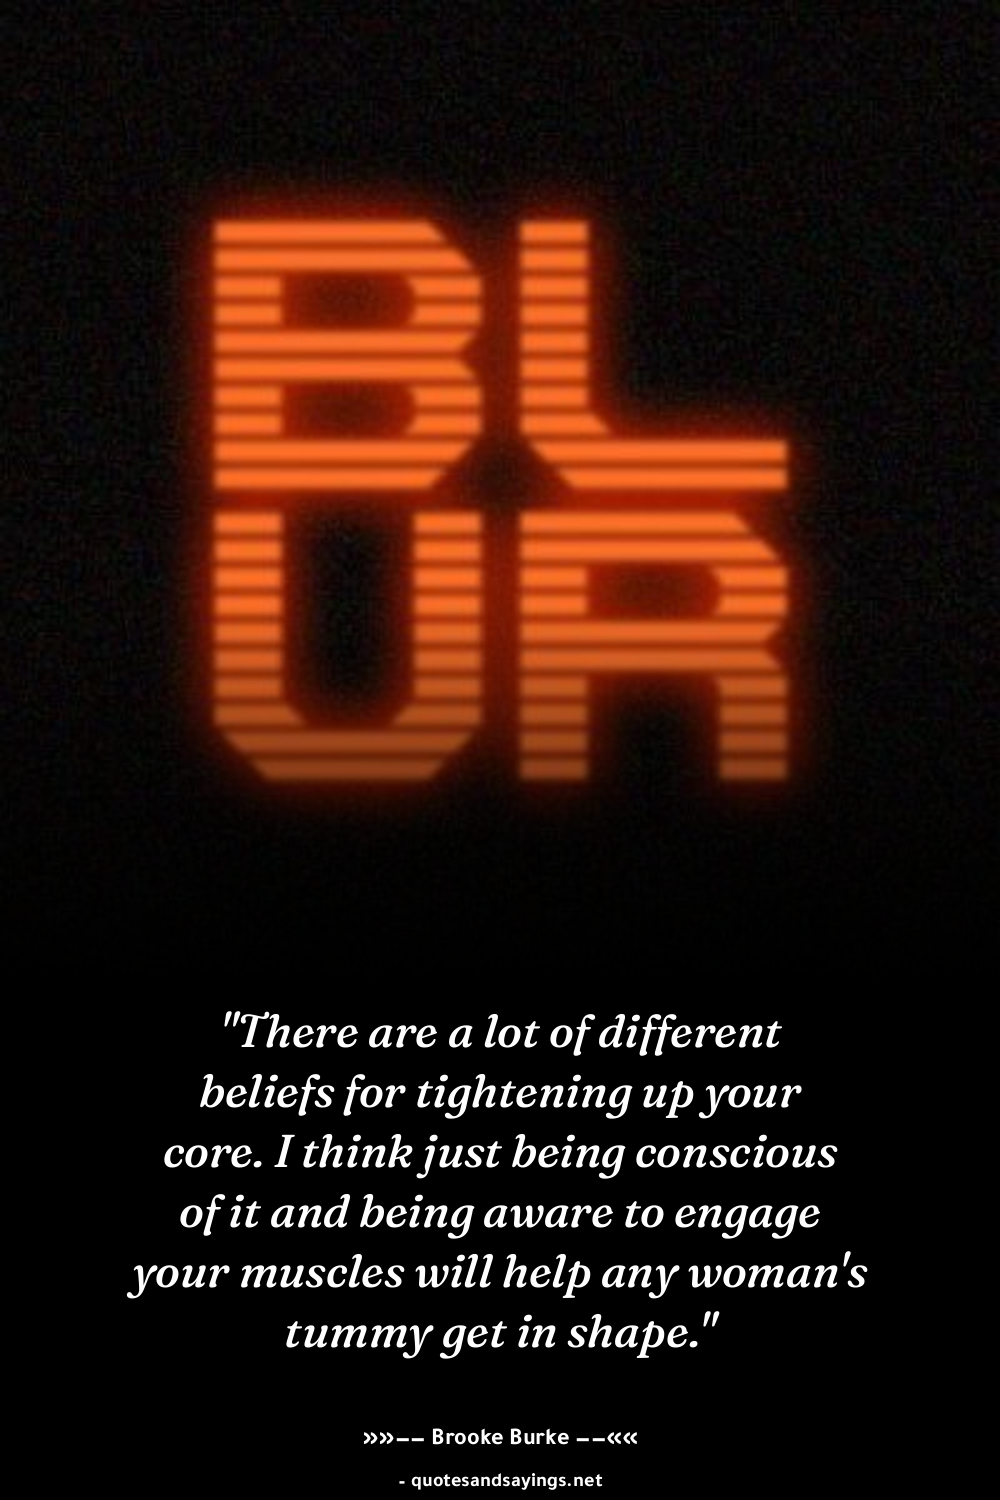 BL
UR
"There are a lot of different
beliefs for tightening up your
core. I think just being conscious
of it and being aware to engage
your muscles will help any woman's
tummy get in shape."
»»–– Brooke Burke ––««
- quotesandsayings.net